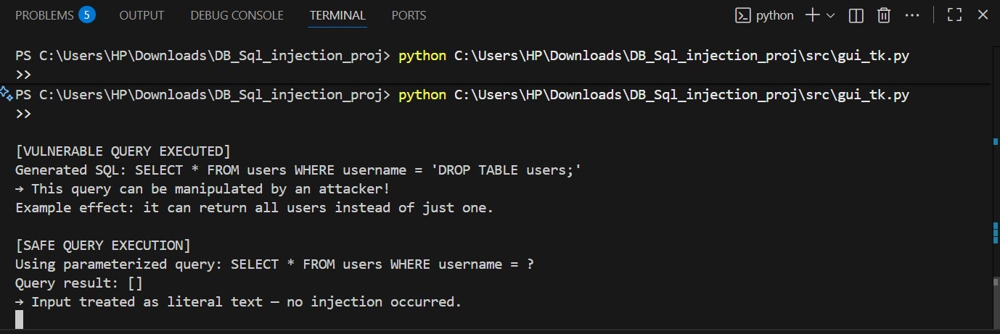 PROBLEMS 5 OUTPUT DEBUG CONSOLE TERMINAL PORTS python
PS C:\Users\HP\Downloads\DB_Sql_injection_proj> python C:\Users\HP\Downloads\DB_Sql_injection_proj\src\gui_tk.py
>>
PS C:\Users\HP\Downloads\DB_Sql_injection_proj> python C:\Users\HP\Downloads\DB_Sql_injection_proj\src\gui_tk.py
>>
[VULNERABLE QUERY EXECUTED]
Generated SQL: SELECT * FROM users WHERE username = 'DROP TABLE users;'
→ This query can be manipulated by an attacker!
Example effect: it can return all users instead of just one.
[SAFE QUERY EXECUTION]
Using parameterized query: SELECT * FROM users WHERE username = ?
Query result: []
→ Input treated as literal text — no injection occurred.